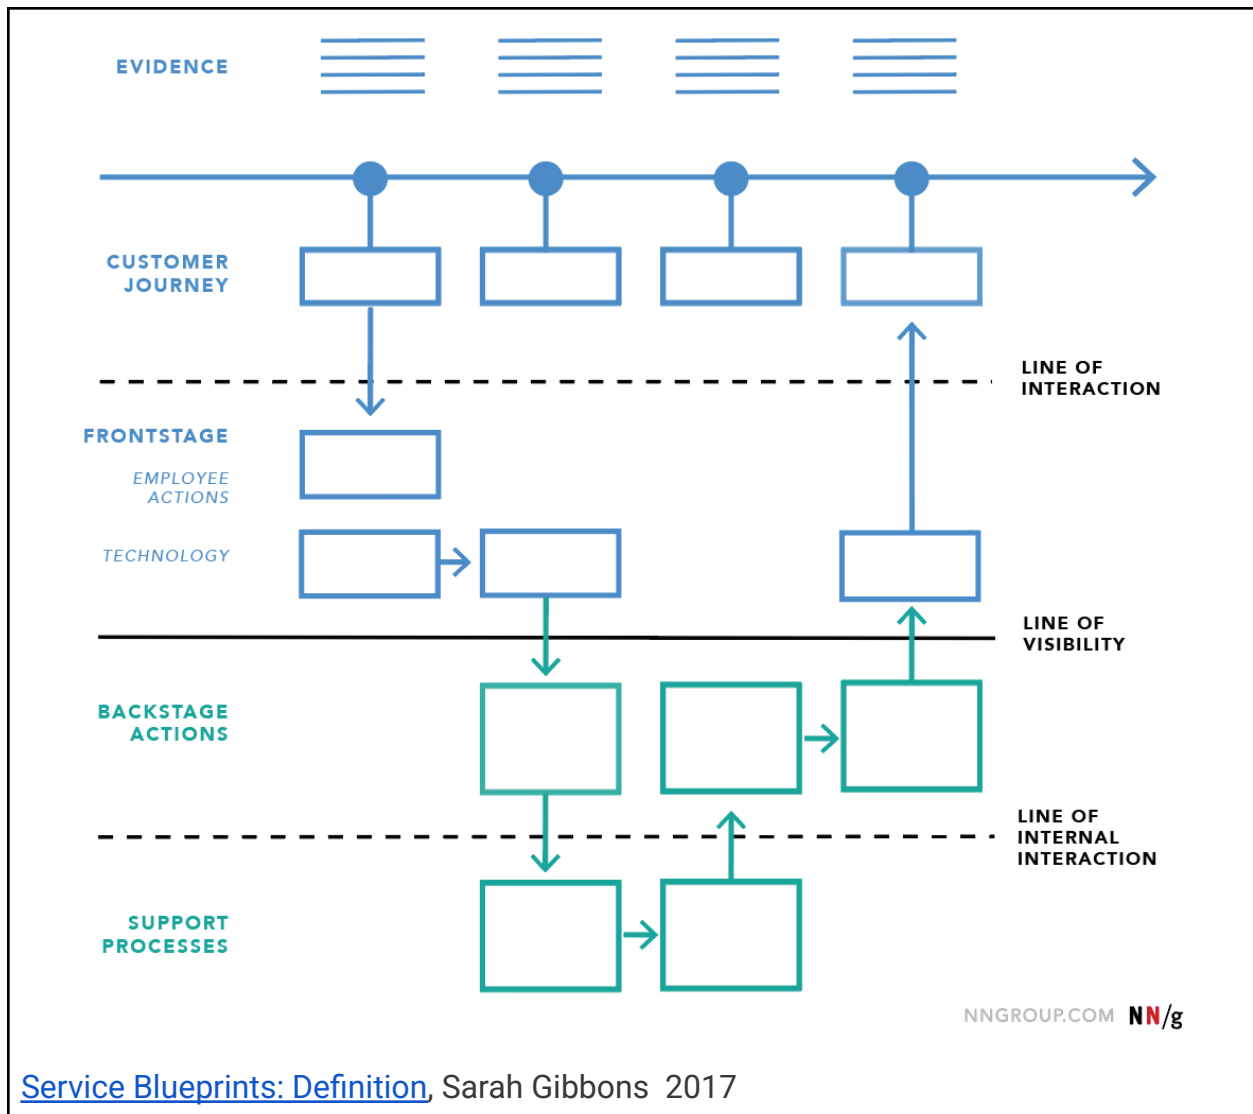 EVIDENCE
CUSTOMER
JOURNEY
LINE OF
INTERACTION
FRONTSTAGE
EMPLOYEE
ACTIONS
TECHNOLOGY
LINE OF
VISIBILITY
BACKSTAGE
ACTIONS
LINE OF
INTERNAL
INTERACTION
SUPPORT
PROCESSES
NNGROUP.COM NN/g
Service Blueprints: Definition, Sarah Gibbons 2017